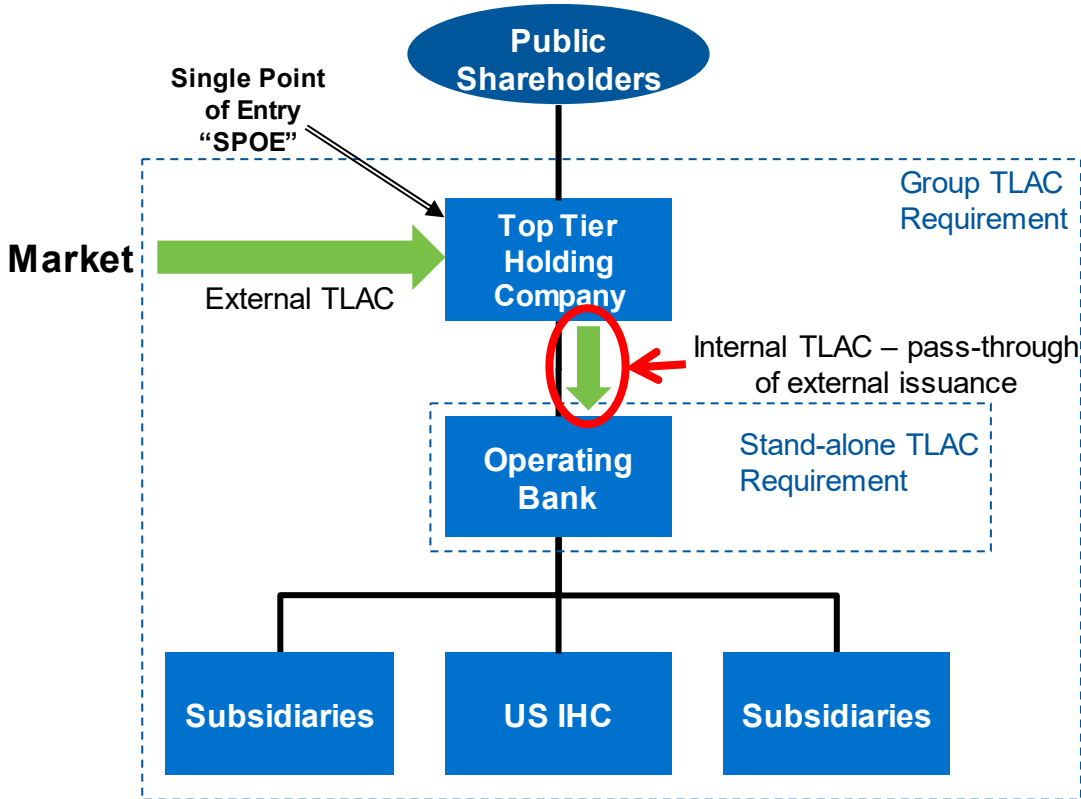 Public
Shareholders
Single Point
of Entry
“SPOE”
Group TLAC
Requirement
Top Tier
Holding
Company
Market
External TLAC
Internal TLAC – pass-through
of external issuance
Stand-alone TLAC
Requirement
Operating
Bank
Subsidiaries
US IHC
Subsidiaries